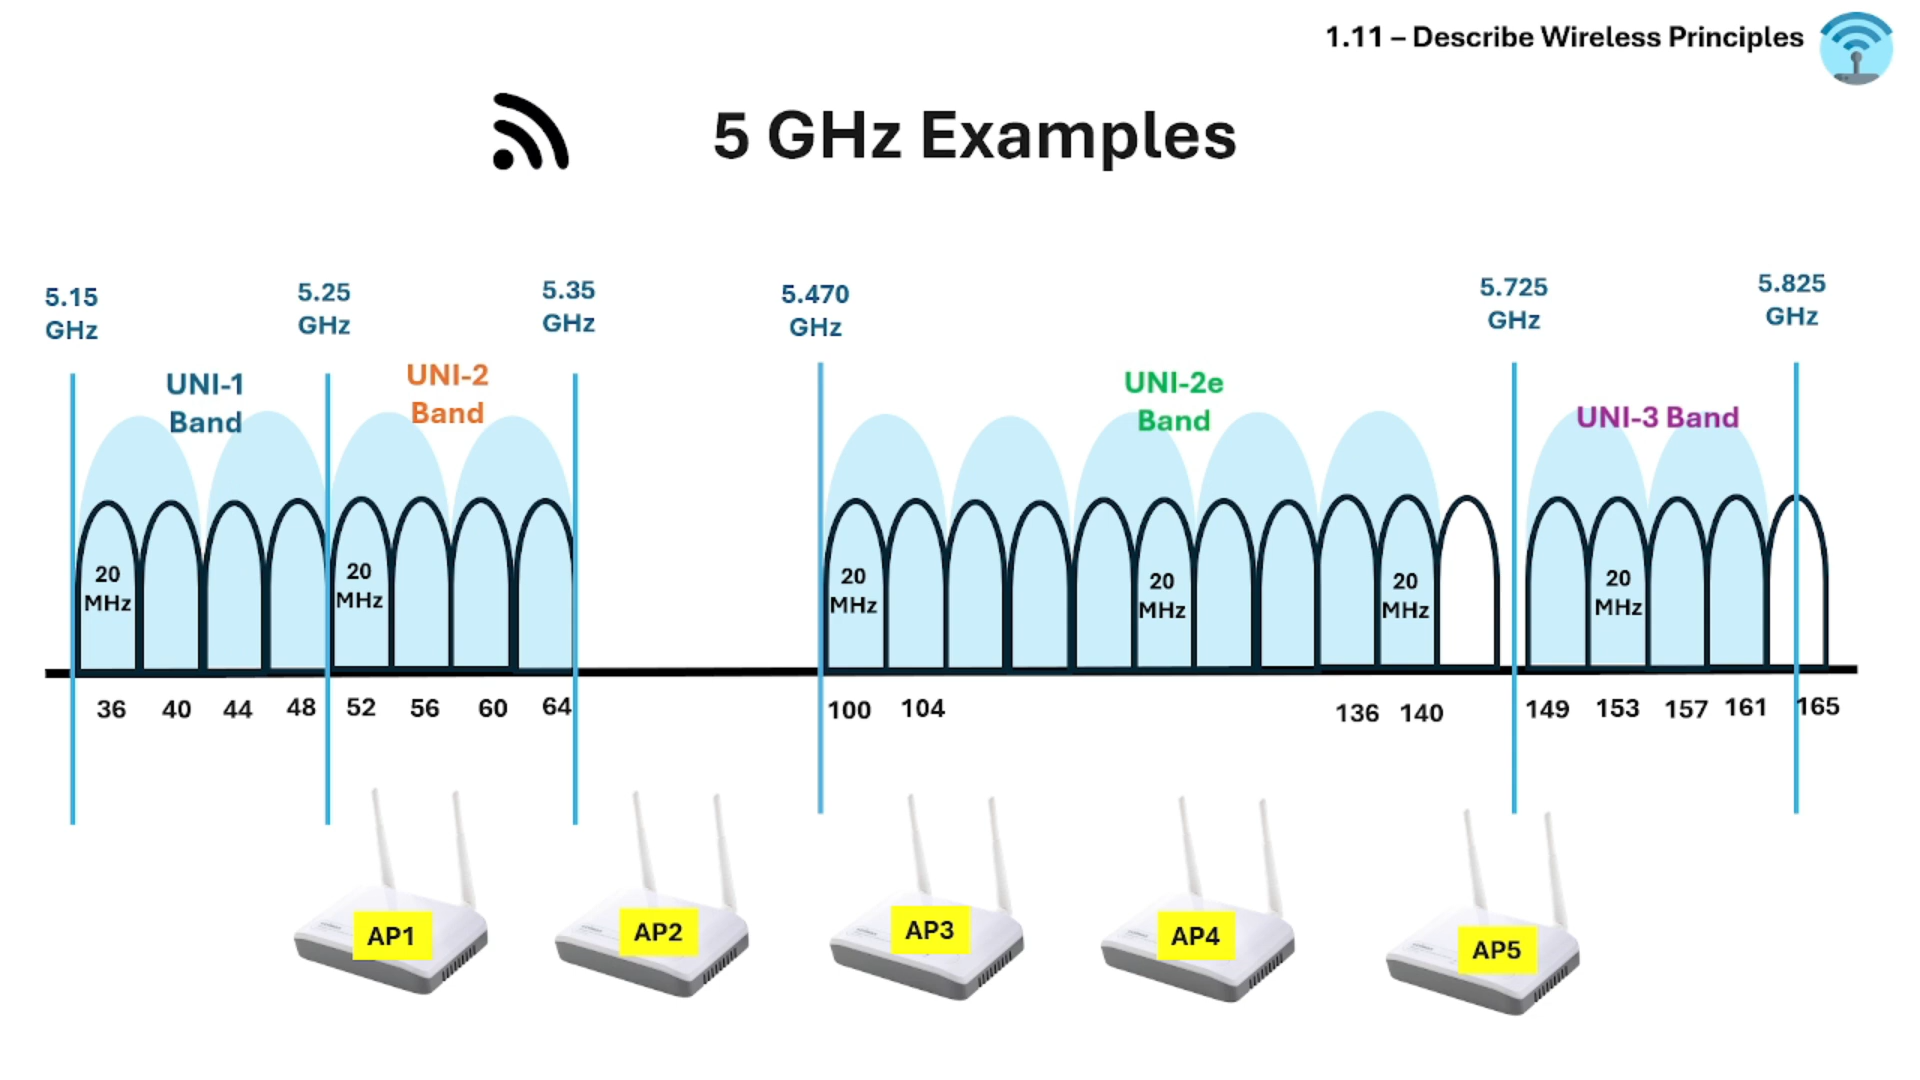 1.11 – Describe Wireless Principles
5 GHz Examples
5.15
GHz
5.25
GHz
5.35
GHz
5.470
GHz
5.725
GHz
5.825
GHz
UNI-1
Band
UNI-2
Band
UNI-2e
Band
UNI-3 Band
20
MHz
20
MHz
20
MHz
20
MHz
20
MHz
20
MHz
36 40 44 48 52 56 60 64 100 104 136 140 149 153 157 161 165
AP1 AP2 AP3 AP4 AP5